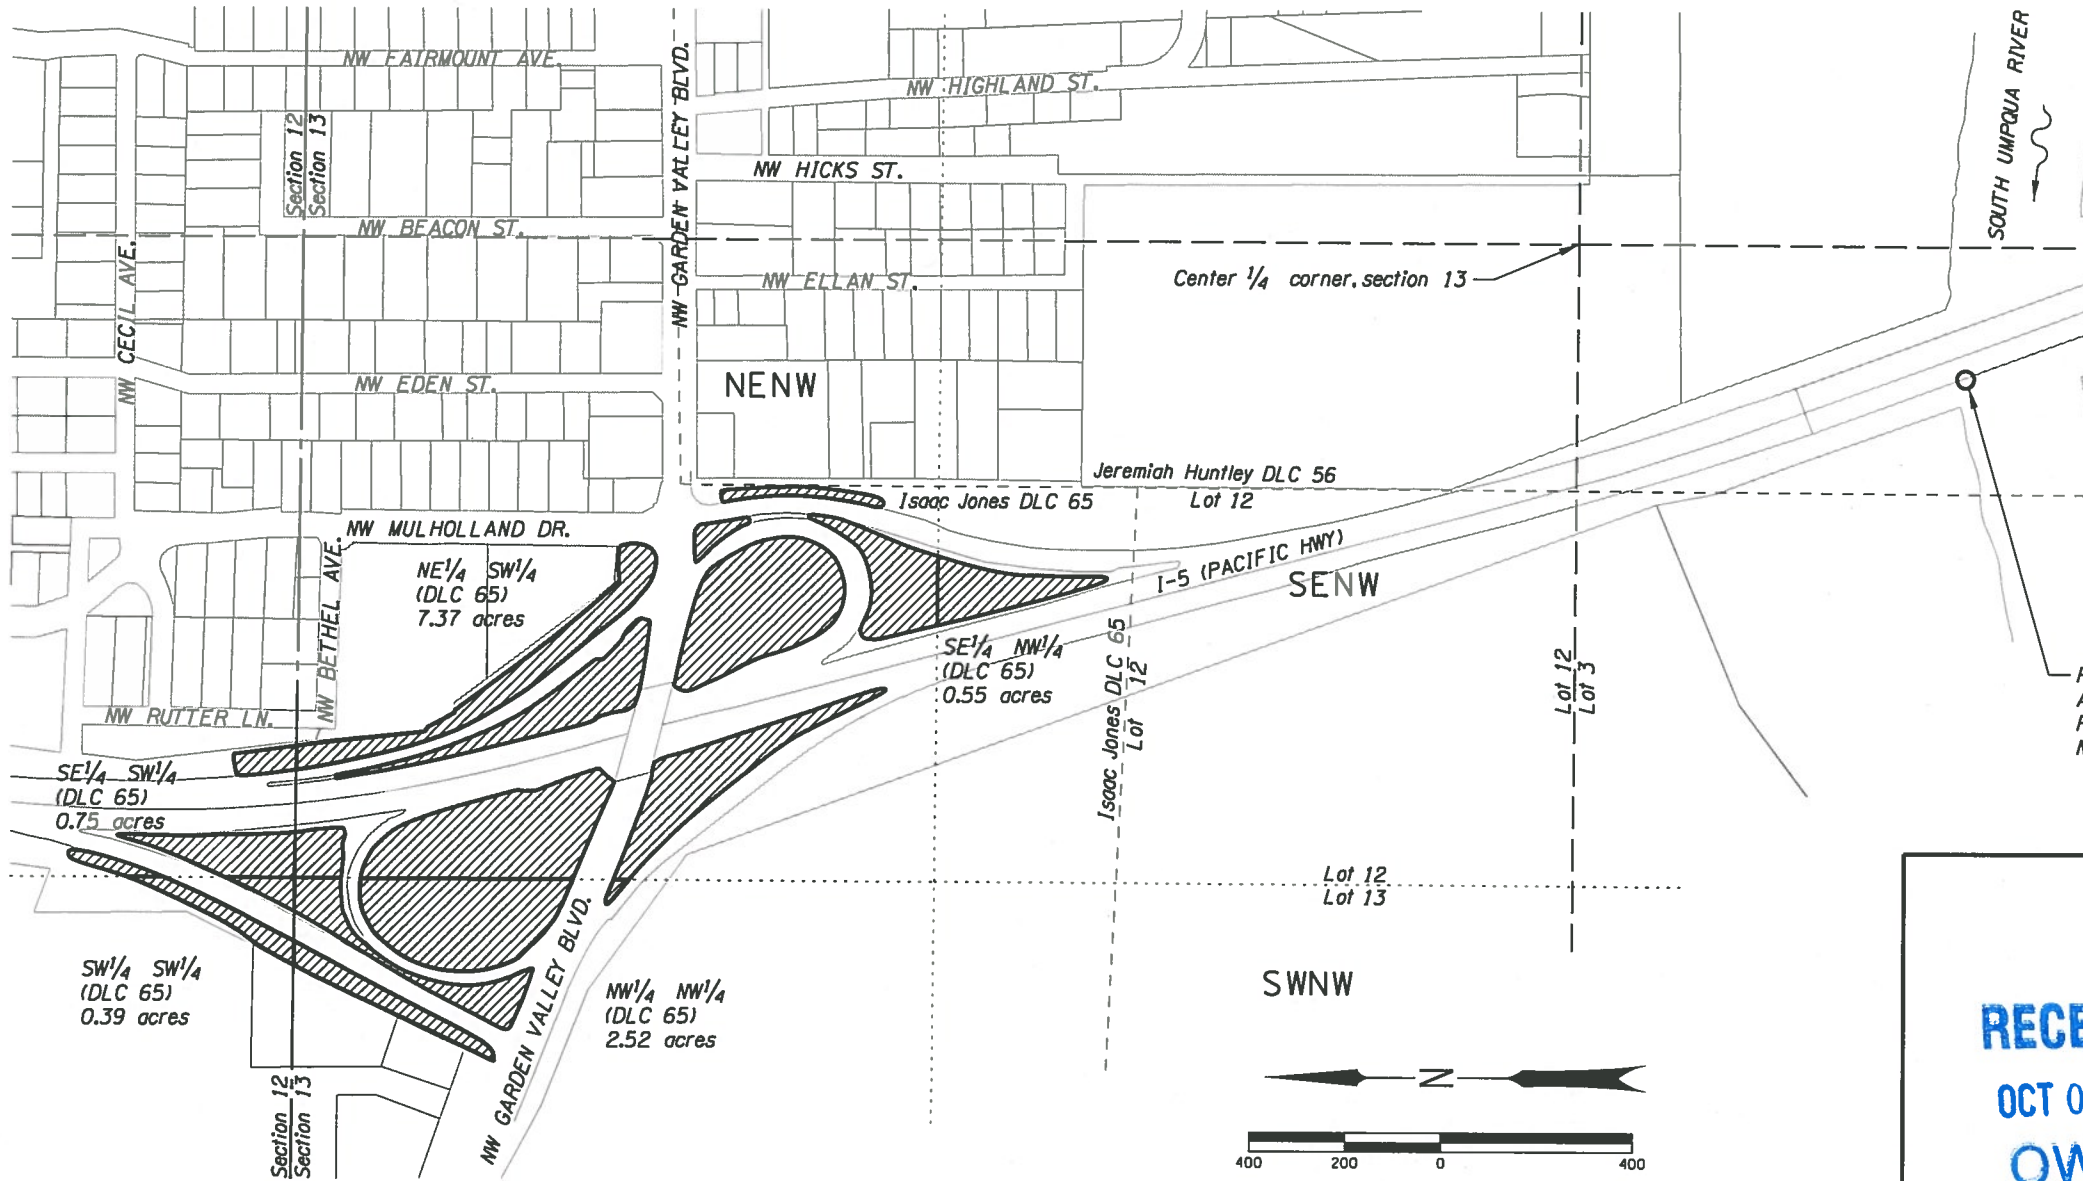 NW FAIRMOUNT AVE.
NW GARDEN VALLEY BLVD.
NW HIGHLAND ST.
SOUTH UMPQUA RIVER
Section 12
Section 13
NW HICKS ST.
NW BEACON ST.
NW CECIL AVE.
NW ELLAN ST.
Center 1/4 corner, section 13
NW EDEN ST.
NENW
Jeremiah Huntley DLC 56
Isaac Jones DLC 65
Lot 12
NW MULHOLLAND DR.
I-5 (PACIFIC HWY)
NE1/4 SW1/4
(DLC 65)
7.37 acres
NW BETHEL AVE.
SENW
SE1/4 NW1/4
(DLC 65)
0.55 acres
Isaac Jones DLC 65
Lot 12
Lot 12
Lot 3
NW RUTTER LN.
SE1/4 SW1/4
(DLC 65)
0.75 acres
Lot 12
Lot 13
SW1/4 SW1/4
(DLC 65)
0.39 acres
NW1/4 NW1/4
(DLC 65)
2.52 acres
NW GARDEN VALLEY BLVD.
SWNW
N
Section 12
Section 13
400 200 0 400
RECE
OCT 0
OW